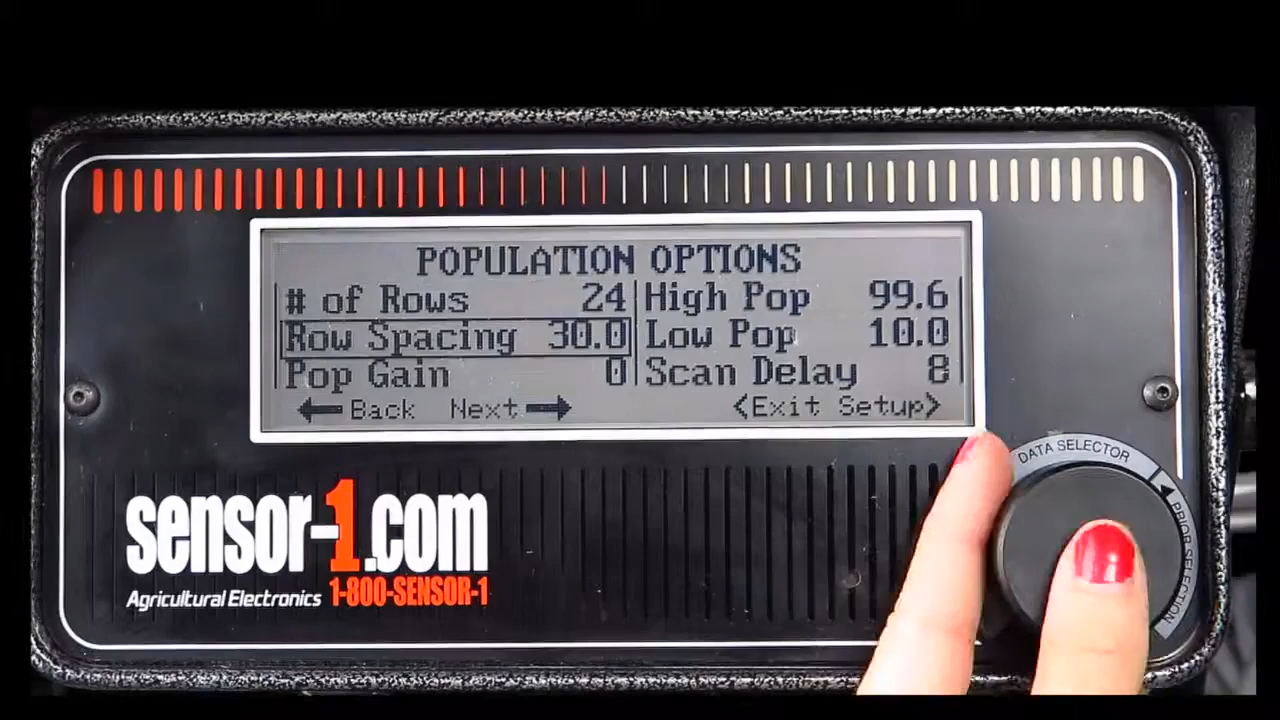 POPULATION OPTIONS
# of Rows 24
Row Spacing 30.0
Pop Gain 0
High Pop 99.6
Low Pop 10.0
Scan Delay 8
Back Next <Exit Setup>
DATA SELECTOR
PRIOR SELECTION
sensor-1.com
Agricultural Electronics 1-800-SENSOR-1